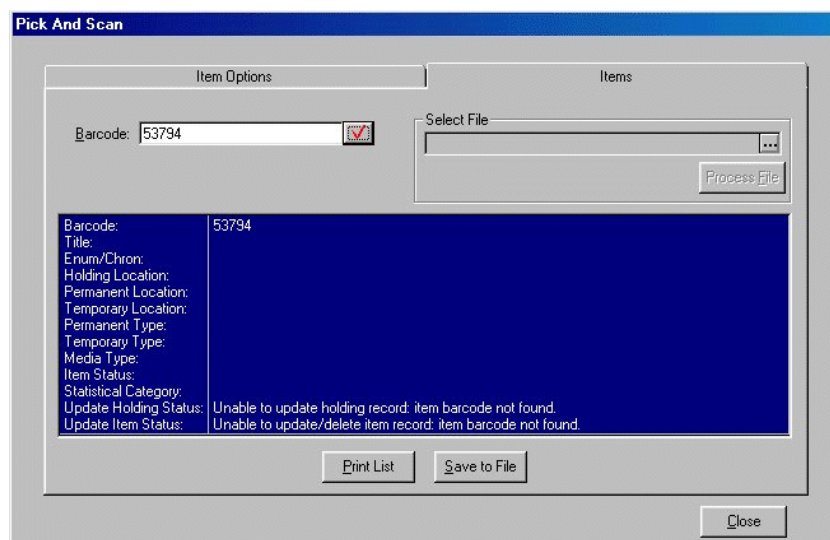 Pick And Scan
Item Options
Items
Barcode: 53794
Select File
...
Process File
Barcode: 53794
Title:
Enum/Chron:
Holding Location:
Permanent Location:
Temporary Location:
Permanent Type:
Temporary Type:
Media Type:
Item Status:
Statistical Category:
Update Holding Status: Unable to update holding record: item barcode not found.
Update Item Status: Unable to update/delete item record: item barcode not found.
Print List
Save to File
Close